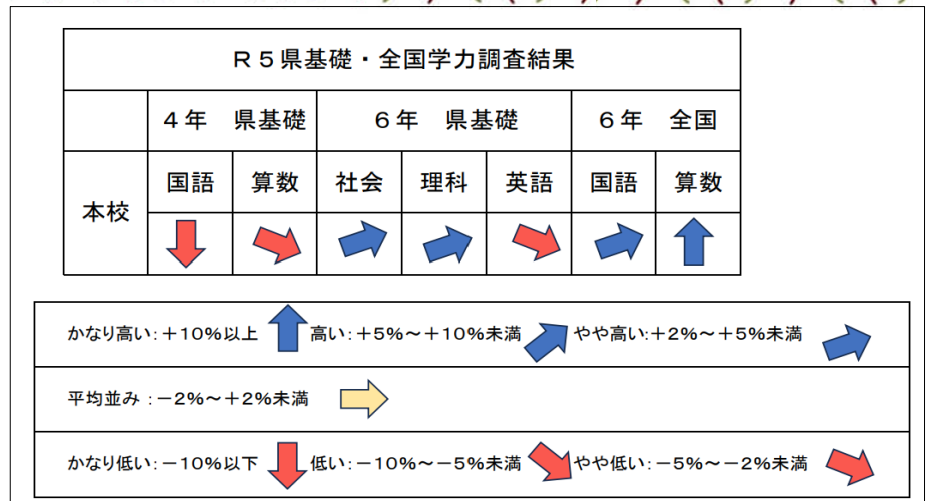 R5県基礎・全国学力調査結果
4年 県基礎 6年 県基礎 6年 全国
本校 国語 算数 社会 理科 英語 国語 算数
かなり高い:+10%以上 高い:+5%~+10%未満 やや高い:+2%~+5%未満
平均並み:-2%~+2%未満
かなり低い:-10%以下 低い:-10%~-5%未満 やや低い:-5%~-2%未満